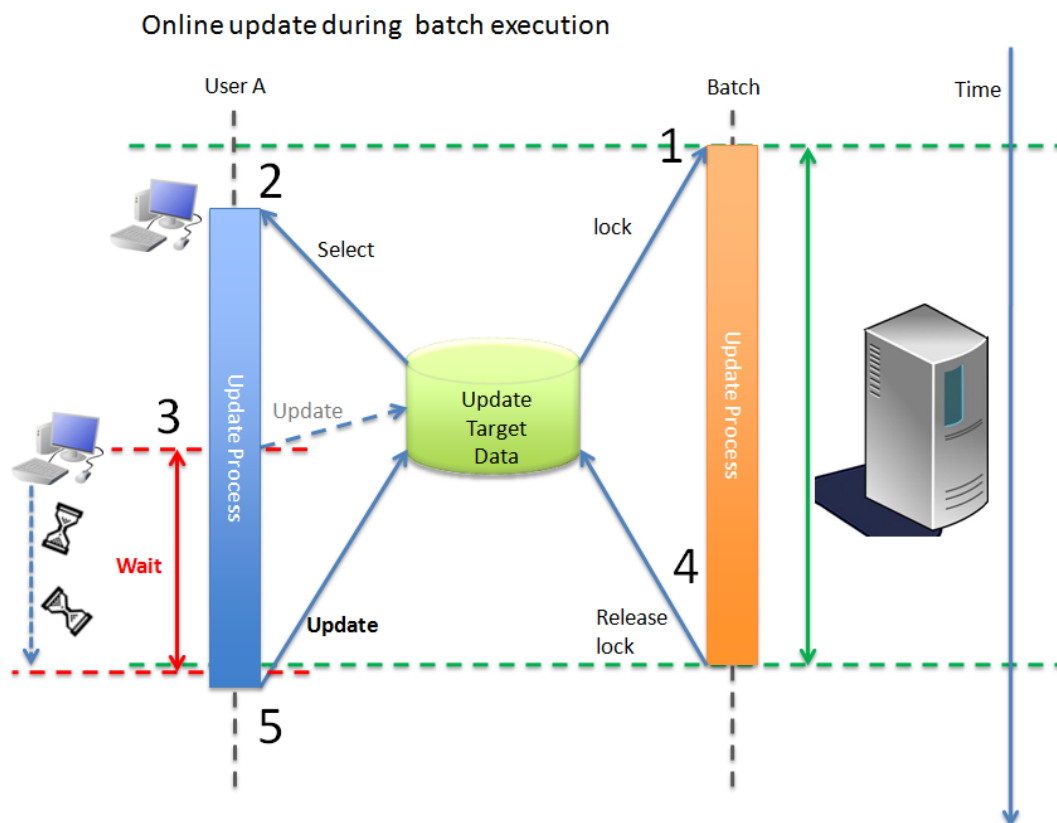 Online update during batch execution
User A
Batch
Time
1
2
lock
Select
Update Process
Update Process
Update
Target
Data
3
Update
Wait
4
Update
Release
lock
5